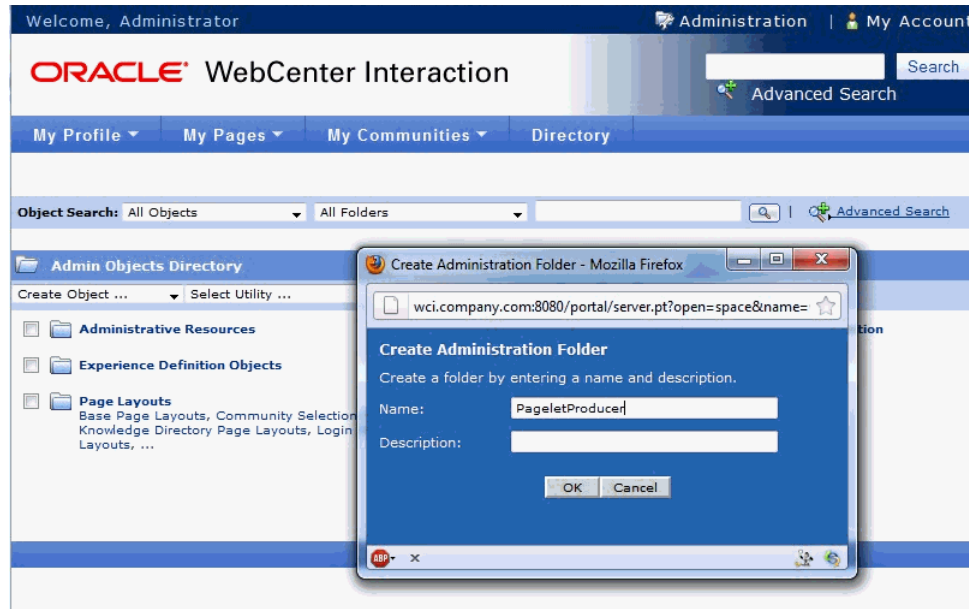 Welcome, Administrator
Administration | My Account
ORACLE® WebCenter Interaction
Search
Advanced Search
My Profile My Pages My Communities Directory
Object Search: All Objects All Folders | Advanced Search
Admin Objects Directory
Create Object ... Select Utility ...
Administrative Resources
Experience Definition Objects
Page Layouts
Base Page Layouts, Community Selection
Knowledge Directory Page Layouts, Login
Layouts, ...
Create Administration Folder - Mozilla Firefox
wci.company.com:8080/portal/server.pt?open=space&name=
Create Administration Folder
Create a folder by entering a name and description.
Name: PageletProducer
Description:
OK Cancel
ABP